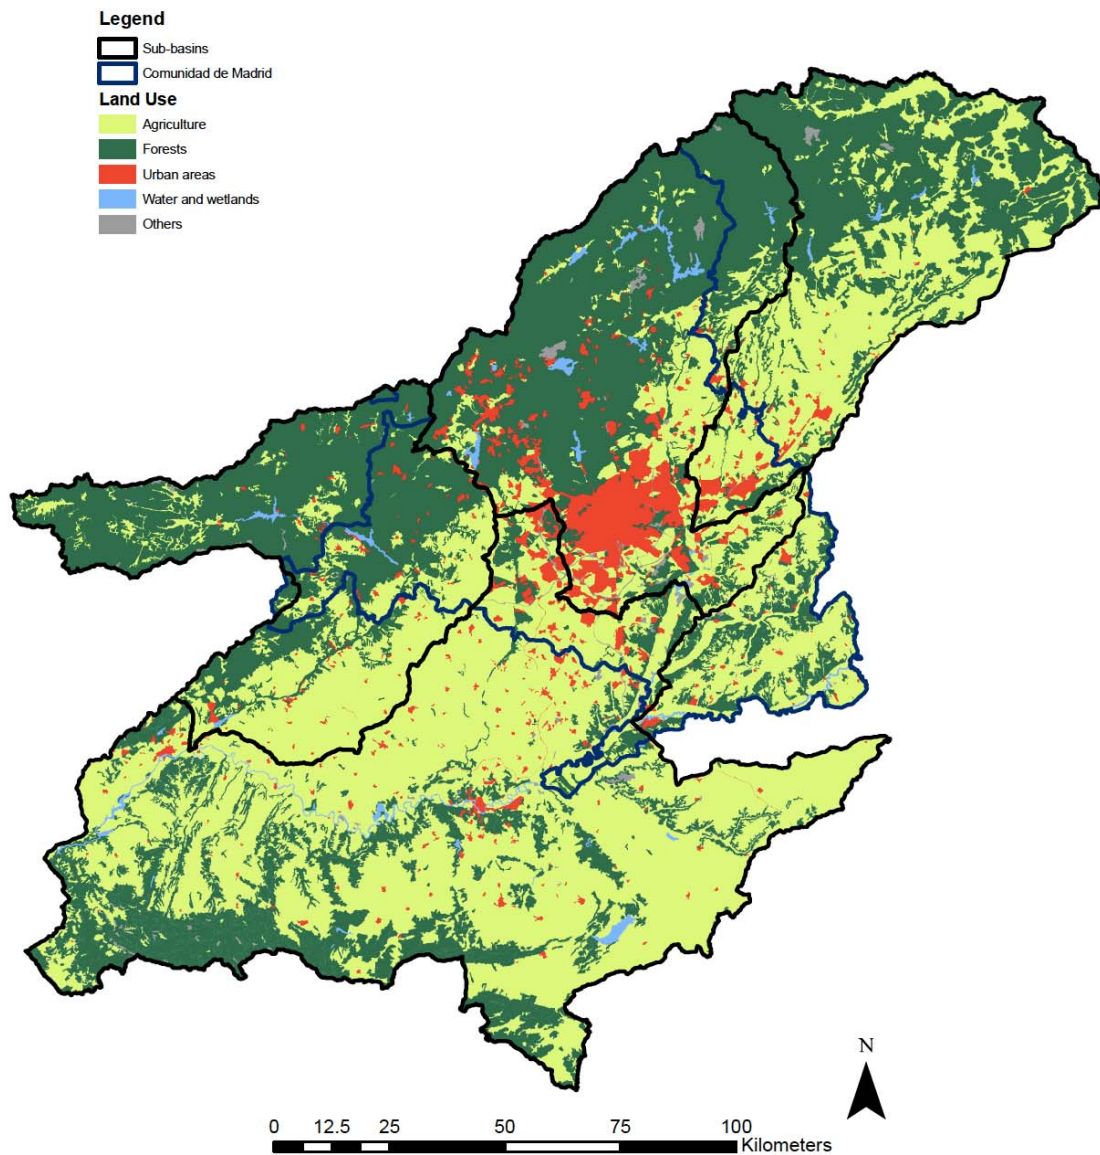 Legend
Sub-basins
Comunidad de Madrid
Land Use
Agriculture
Forests
Urban areas
Water and wetlands
Others
N
0 12.5 25 50 75 100
Kilometers